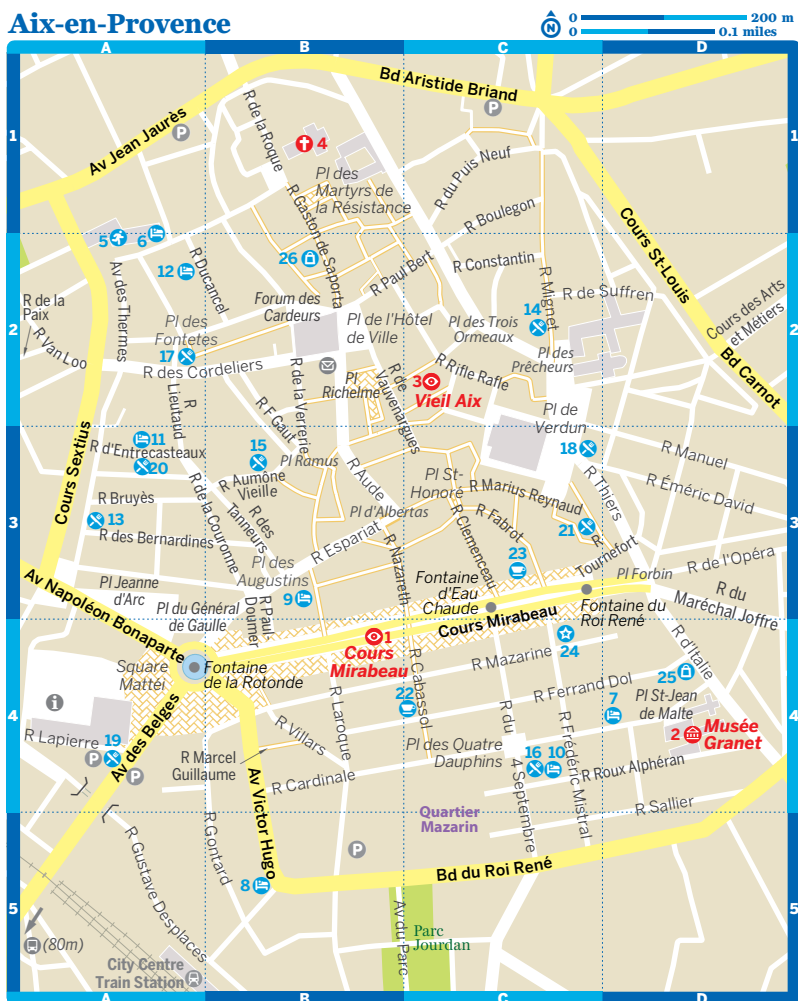 Aix-en-Provence
N
0 200 m
0 0.1 miles
A B C D
1
1
Bd Aristide Briand
P
Av Jean Jaurès
P
R de la Roque
4
Pl des
Martyrs de
la Résistance
R du Puis Neuf
R Boulegon
R Gaston de Saporta
Cours St-Louis
5
6
12
R Ducancel
26
R Paul Bert
R Constantin
R Mignet
R de Suffren
Av des Thermes
R de la
Paix
R Van Loo
2
2
Forum des
Cardeurs
Pl de l'Hôtel
de Ville
Pl des Trois
Ormeaux
14
Cours des Arts
et Métiers
Pl des
Fontetes
17
R des Cordeliers
Pl des
Prêcheurs
Bd Carnot
Pl
Richelme
R de
Vauvenargues
3
Vieil Aix
R Rifle Rafle
R de la Verrerie
R F Gaut
R
Lieutaud
Pl de
Verdun
11
R d'Entrecasteaux
20
15
Pl Ramus
18
R Manuel
R Aumône
Vieille
R Aude
Pl St-
Honoré
R Marius Reynaud
R Thiers
R Éméric David
Cours Sextius
R Bruyès
13
R des Bernardines
R de la Couronne
R des
Tanneurs
Pl d'Albertas
R Espariat
R Clemenceau
R Fabrot
21
R
Tournefort
3
3
23
R Nazareth
Pl des
Augustins
9
Fontaine
d'Eau
Chaude
Pl Forbin
R de l'Opéra
R du
Maréchal Joffre
Av Napoléon Bonaparte
Pl Jeanne
d'Arc
Pl du Général
de Gaulle
R Paul-
Doumer
Cours Mirabeau
Fontaine du
Roi René
1
Cours
Mirabeau
24
R d'Italie
Square
Mattéi
Fontaine
de la Rotonde
R Mazarine
25
R Cabassol
R Ferrand Dol
Pl St-Jean
de Malte
7
22
i
4
4
2
Musée
Granet
R Lapierre
19
P
P
Av des Belges
R Villars
R Laroque
R Marcel
Guillaume
Pl des Quatre
Dauphins
R du
4 Septembre
16
10
R Frédéric Mistral
R Roux Alphéran
R Cardinale
R Sallier
Quartier
Mazarin
Av Victor Hugo
R Gontard
R Gustave Desplaces
P
8
Bd du Roi René
5
5
Av du Parc
Parc
Jourdan
(80m)
City Centre
Train Station
A B C D